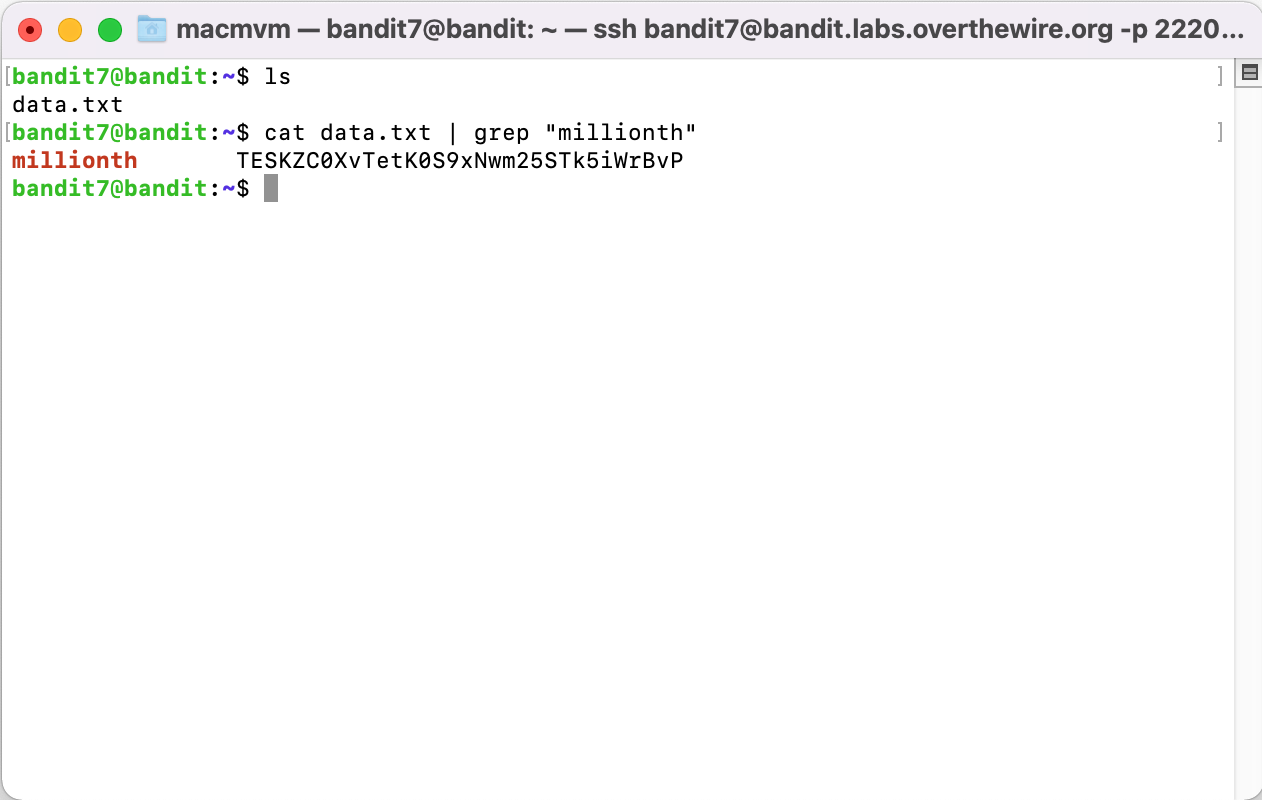 macmvm — bandit7@bandit: ~ — ssh bandit7@bandit.labs.overthewire.org -p 2220...
[bandit7@bandit:~$ ls ]
data.txt
[bandit7@bandit:~$ cat data.txt | grep "millionth" ]
millionth TESKZC0XvTetK0S9xNwm25STk5iWrBvP
bandit7@bandit:~$